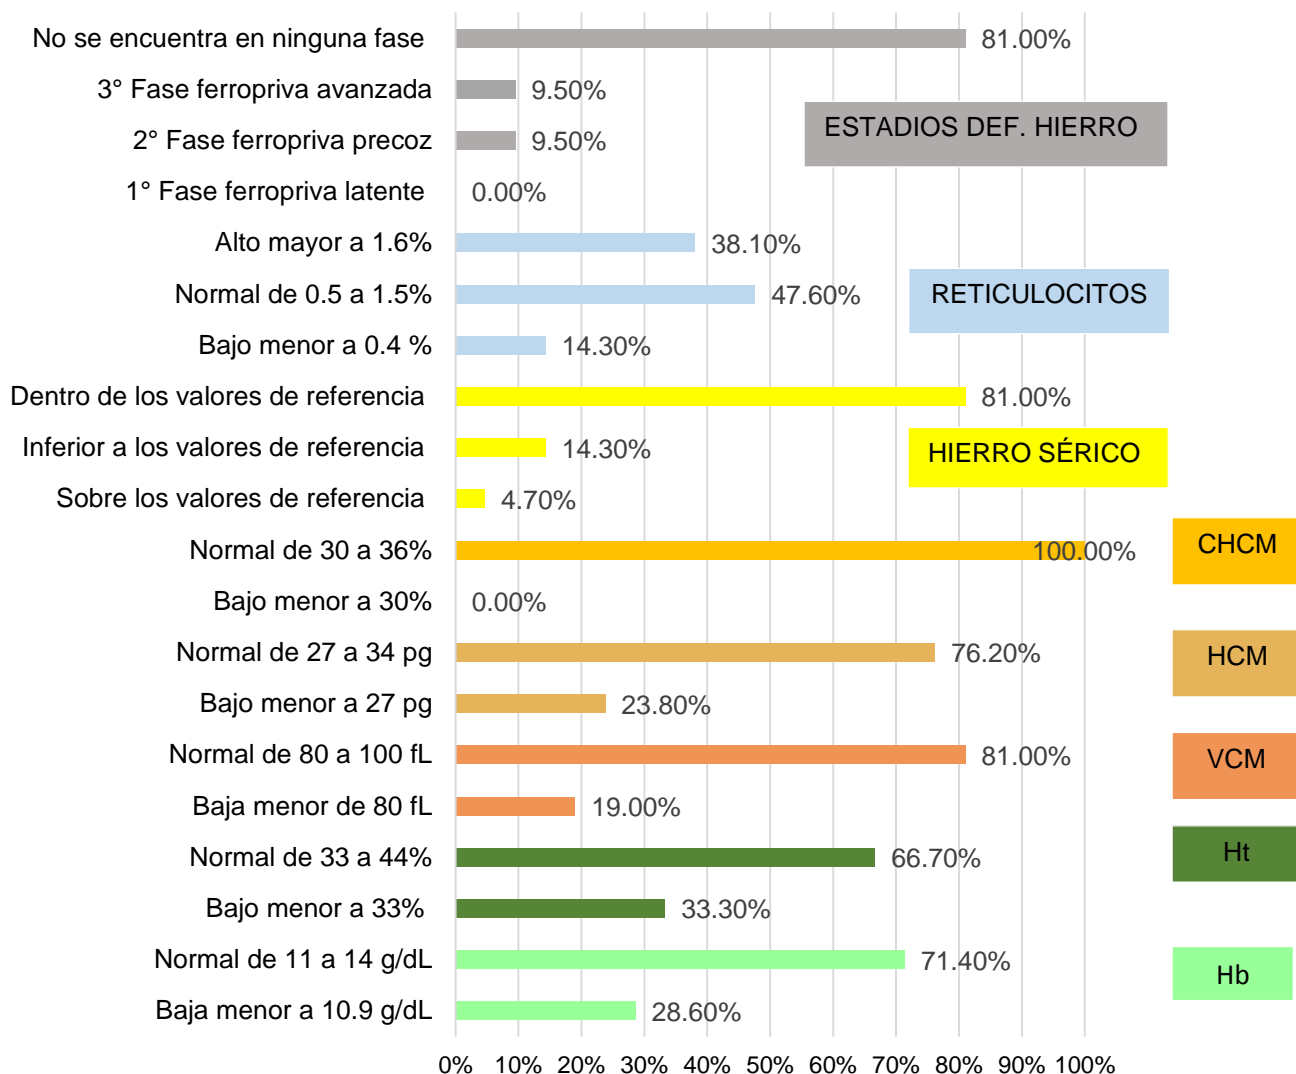 No se encuentra en ninguna fase 81.00%
3° Fase ferropriva avanzada 9.50%
ESTADIOS DEF. HIERRO
2° Fase ferropriva precoz 9.50%
1° Fase ferropriva latente 0.00%
Alto mayor a 1.6% 38.10%
Normal de 0.5 a 1.5% 47.60% RETICULOCITOS
Bajo menor a 0.4 % 14.30%
Dentro de los valores de referencia 81.00%
Inferior a los valores de referencia 14.30% HIERRO SÉRICO
Sobre los valores de referencia 4.70%
Normal de 30 a 36% 100.00% CHCM
Bajo menor a 30% 0.00%
Normal de 27 a 34 pg 76.20% HCM
Bajo menor a 27 pg 23.80%
Normal de 80 a 100 fL 81.00% VCM
Baja menor de 80 fL 19.00%
Normal de 33 a 44% 66.70% Ht
Bajo menor a 33% 33.30%
Normal de 11 a 14 g/dL 71.40% Hb
Baja menor a 10.9 g/dL 28.60%
0% 10% 20% 30% 40% 50% 60% 70% 80% 90% 100%